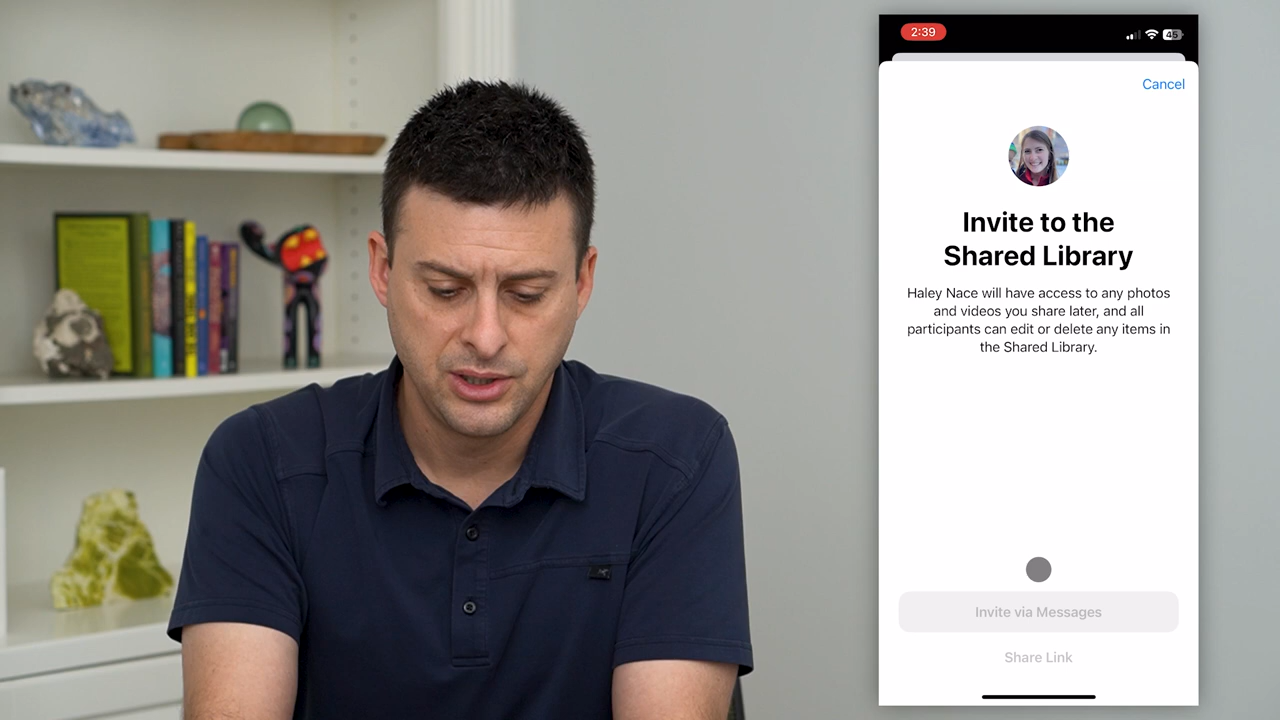 2:39
45
Cancel
Invite to the
Shared Library
Haley Nace will have access to any photos
and videos you share later, and all
participants can edit or delete any items in
the Shared Library.
Invite via Messages
Share Link